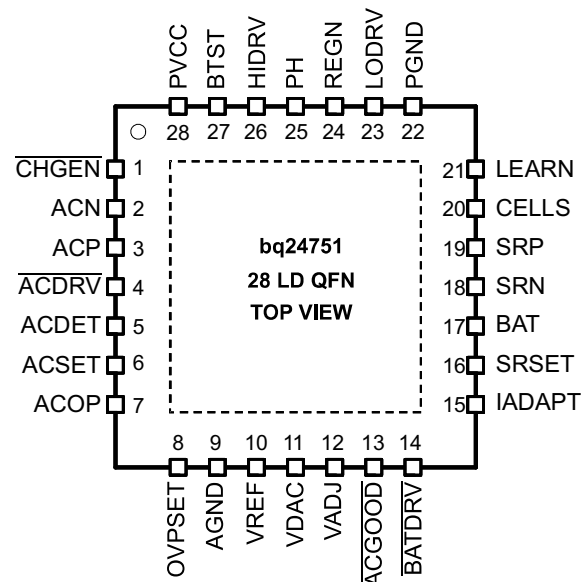 PVCC
BTST
HIDRV
PH
REGN
LODRV
PGND
28 27 26 25 24 23 22
CHGEN 1
ACN 2
ACP 3
ACDRV 4
ACDET 5
ACSET 6
ACOP 7
bq24751
28 LD QFN
TOP VIEW
21 LEARN
20 CELLS
19 SRP
18 SRN
17 BAT
16 SRSET
15 IADAPT
8 9 10 11 12 13 14
OVPSET
AGND
VREF
VDAC
VADJ
ACGOOD
BATDRV